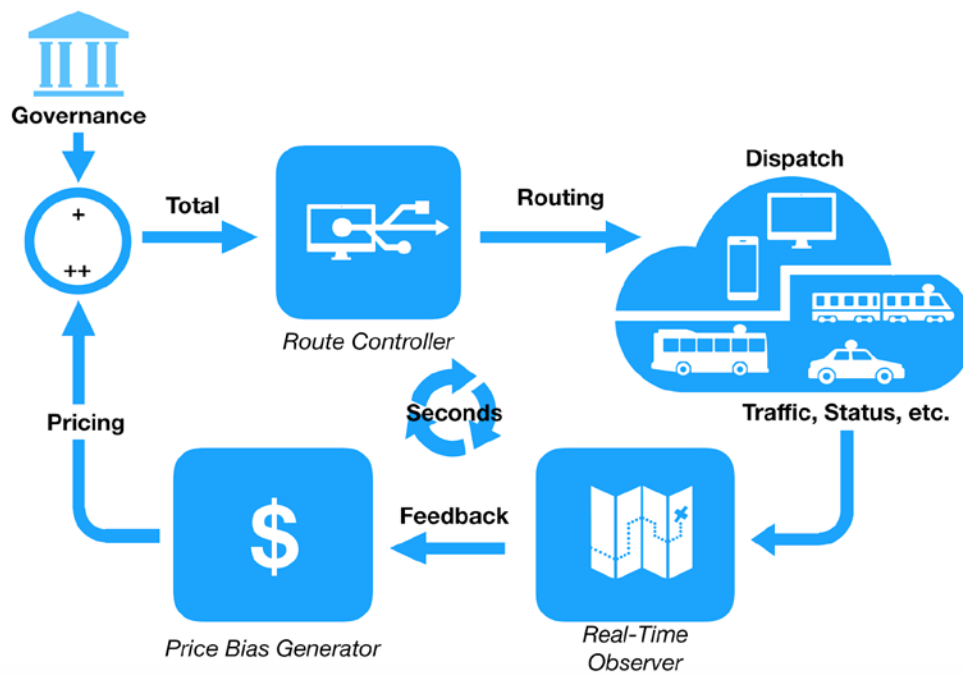 Governance
+
++
Total
Route Controller
Routing
Dispatch
Traffic, Status, etc.
Seconds
Pricing
$
Price Bias Generator
Feedback
Real-Time
Observer